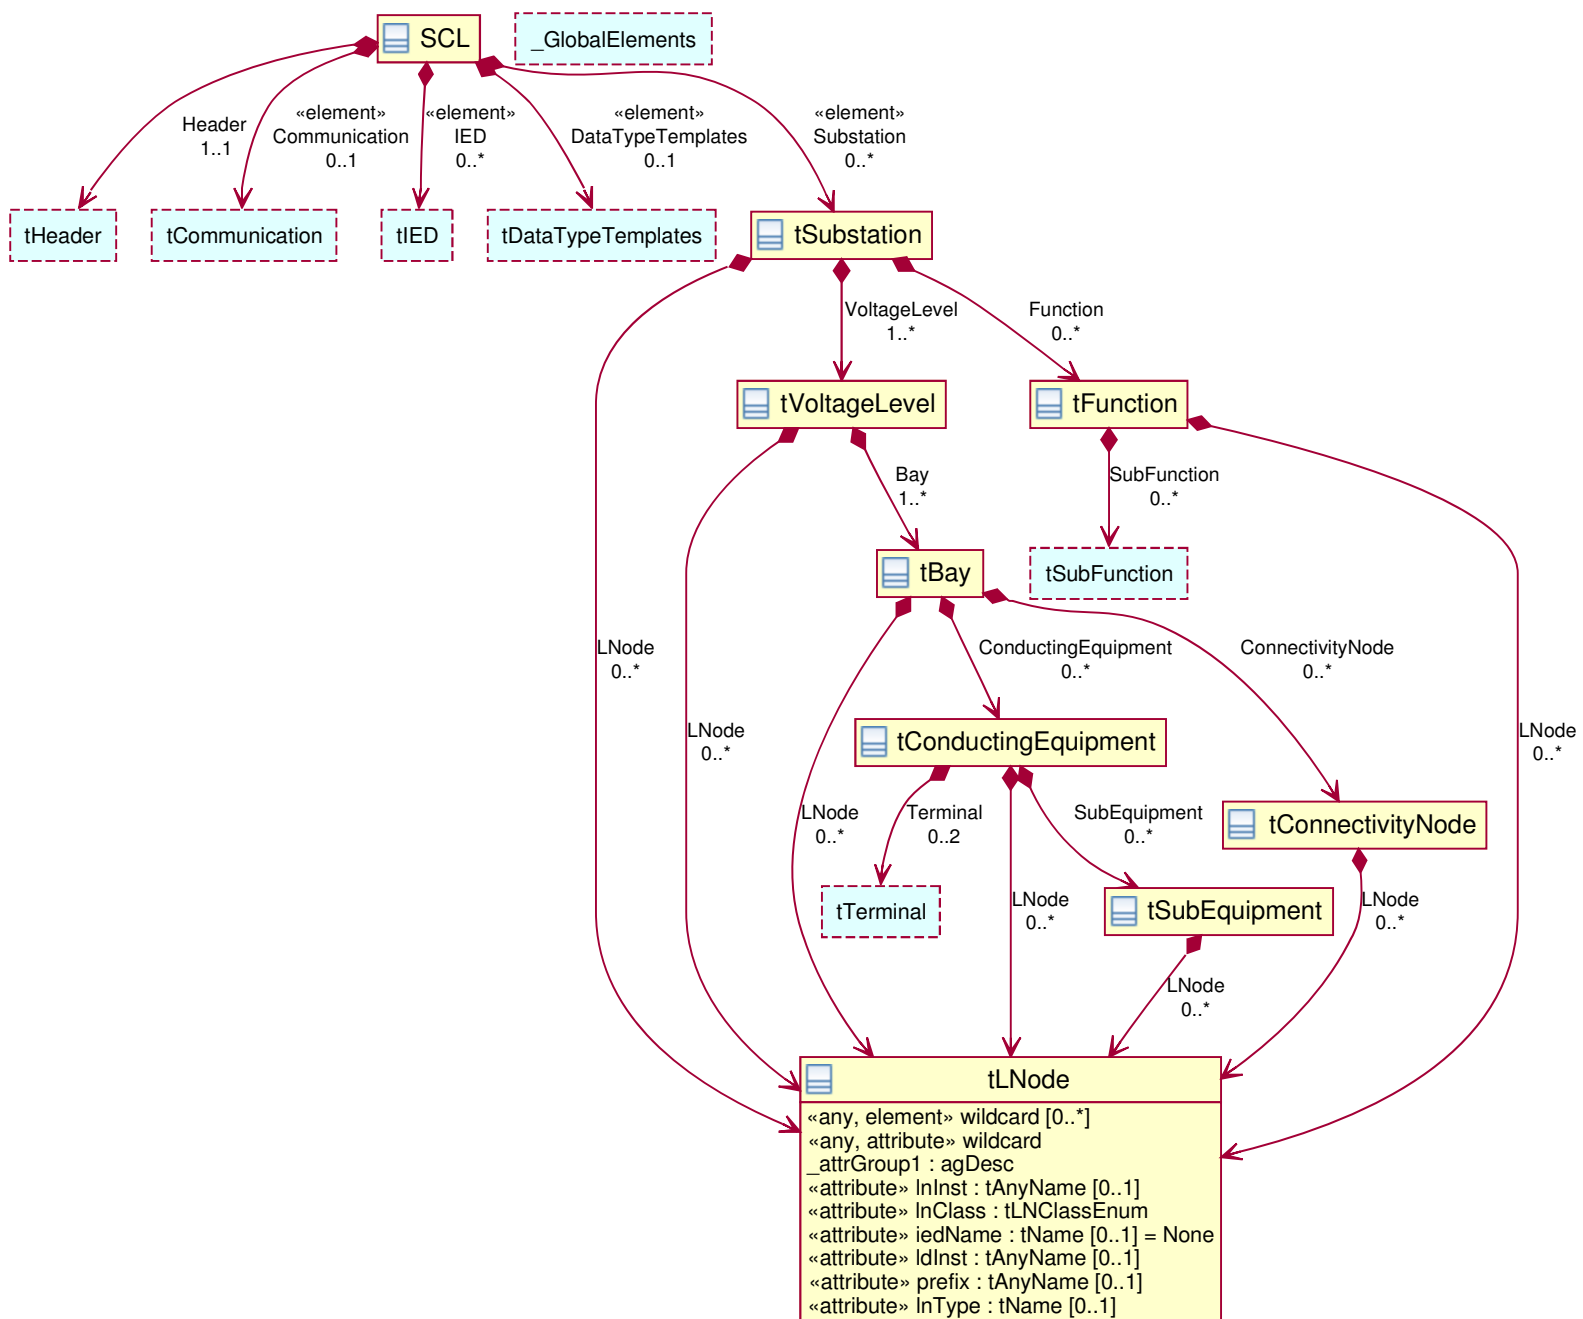 SCL
_GlobalElements
Header
1..1
«element»
Communication
0..1
«element»
IED
0..*
«element»
DataTypeTemplates
0..1
«element»
Substation
0..*
tHeader
tCommunication
tIED
tDataTypeTemplates
tSubstation
VoltageLevel
1..*
Function
0..*
tVoltageLevel
tFunction
Bay
1..*
SubFunction
0..*
tBay
tSubFunction
LNode
0..*
ConductingEquipment
0..*
ConnectivityNode
0..*
LNode
0..*
tConductingEquipment
LNode
0..*
LNode
0..*
Terminal
0..2
SubEquipment
0..*
tConnectivityNode
tTerminal
LNode
0..*
tSubEquipment
LNode
0..*
LNode
0..*
tLNode
«any, element» wildcard [0..*]
«any, attribute» wildcard
_attrGroup1 : agDesc
«attribute» lnInst : tAnyName [0..1]
«attribute» lnClass : tLNClassEnum
«attribute» iedName : tName [0..1] = None
«attribute» ldInst : tAnyName [0..1]
«attribute» prefix : tAnyName [0..1]
«attribute» lnType : tName [0..1]